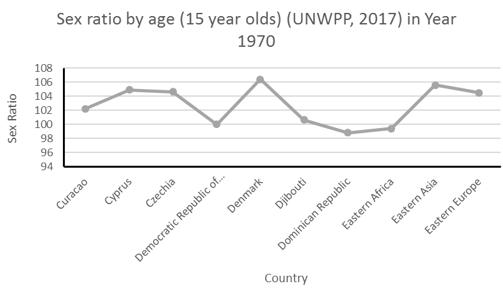 Sex ratio by age (15 year olds) (UNWPP, 2017) in Year
1970
108
106
104
102
100
98
96
94
Sex Ratio
Curacao
Cyprus
Czechia
Democratic Republic of...
Denmark
Djibouti
Dominican Republic
Eastern Africa
Eastern Asia
Eastern Europe
Country